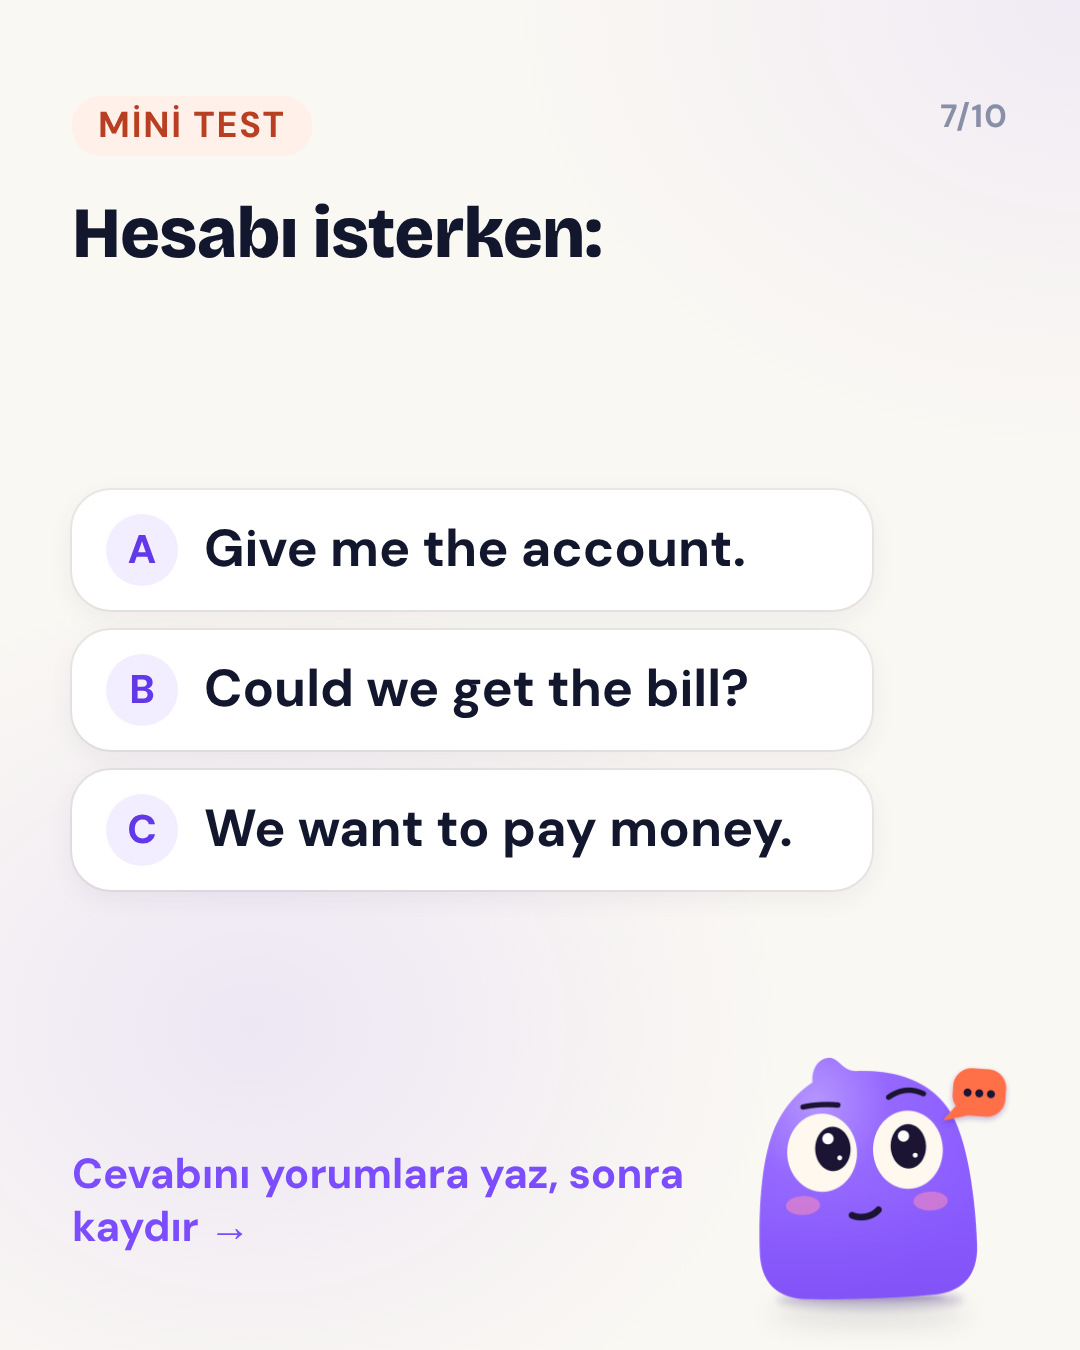 MİNİ TEST
7/10
Hesabı isterken:
A Give me the account.
B Could we get the bill?
C We want to pay money.
Cevabını yorumlara yaz, sonra
kaydır →